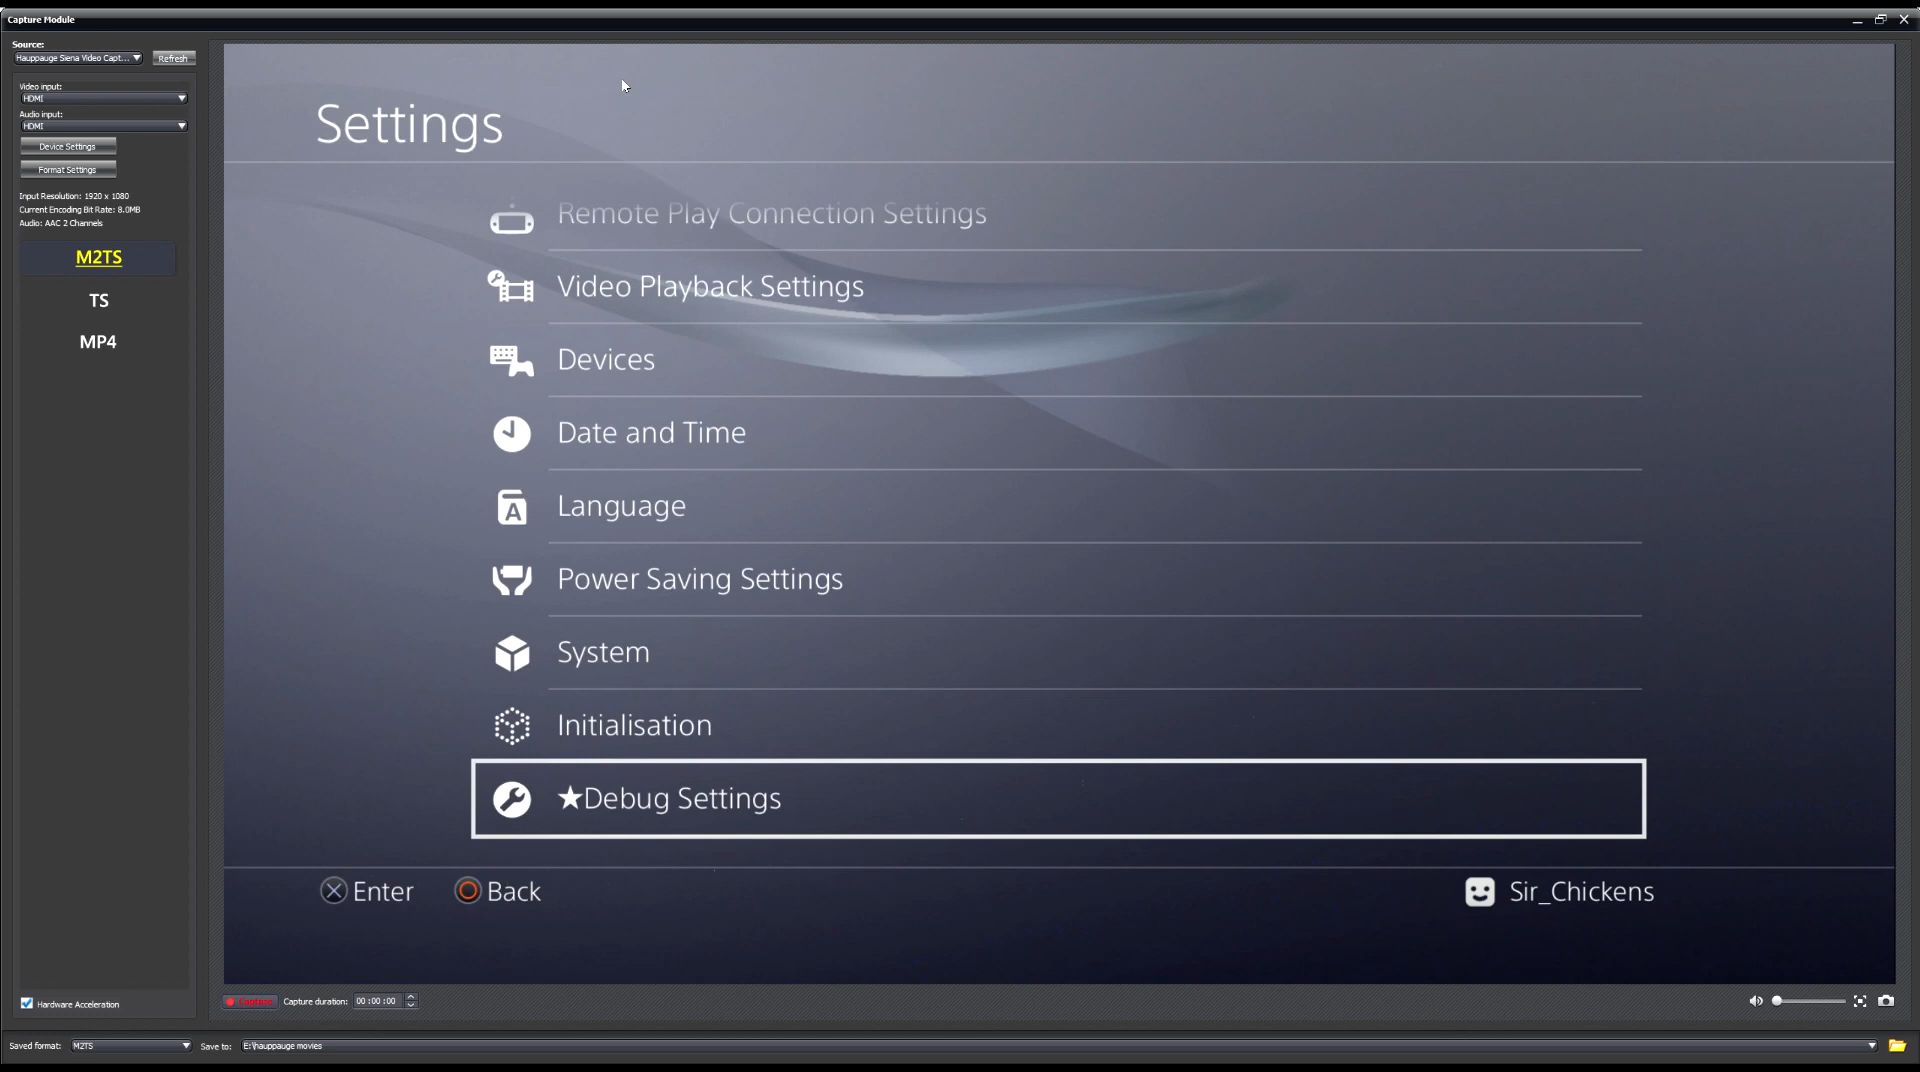 Capture Module
Source:
Hauppauge Siena Video Capt...
Refresh
Video input:
HDMI
Audio input:
HDMI
Device Settings
Format Settings
Input Resolution: 1920 x 1080
Current Encoding Bit Rate: 8.0MB
Audio: AAC 2 Channels
M2TS
TS
MP4
Hardware Acceleration
Settings
Remote Play Connection Settings
Video Playback Settings
Devices
Date and Time
Language
Power Saving Settings
System
Initialisation
★Debug Settings
Enter
Back
Sir_Chickens
Capture
Capture duration:
00:00:00
Saved format:
M2TS
Save to:
E:\hauppauge movies